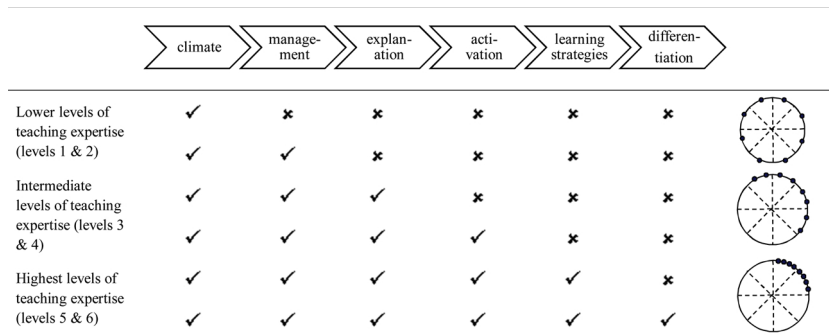 climate
manage-
ment
explan-
ation
acti-
vation
learning
strategies
differen-
tiation
Lower levels of
teaching expertise
(levels 1 & 2)
Intermediate
levels of teaching
expertise (levels 3
& 4)
Highest levels of
teaching expertise
(levels 5 & 6)